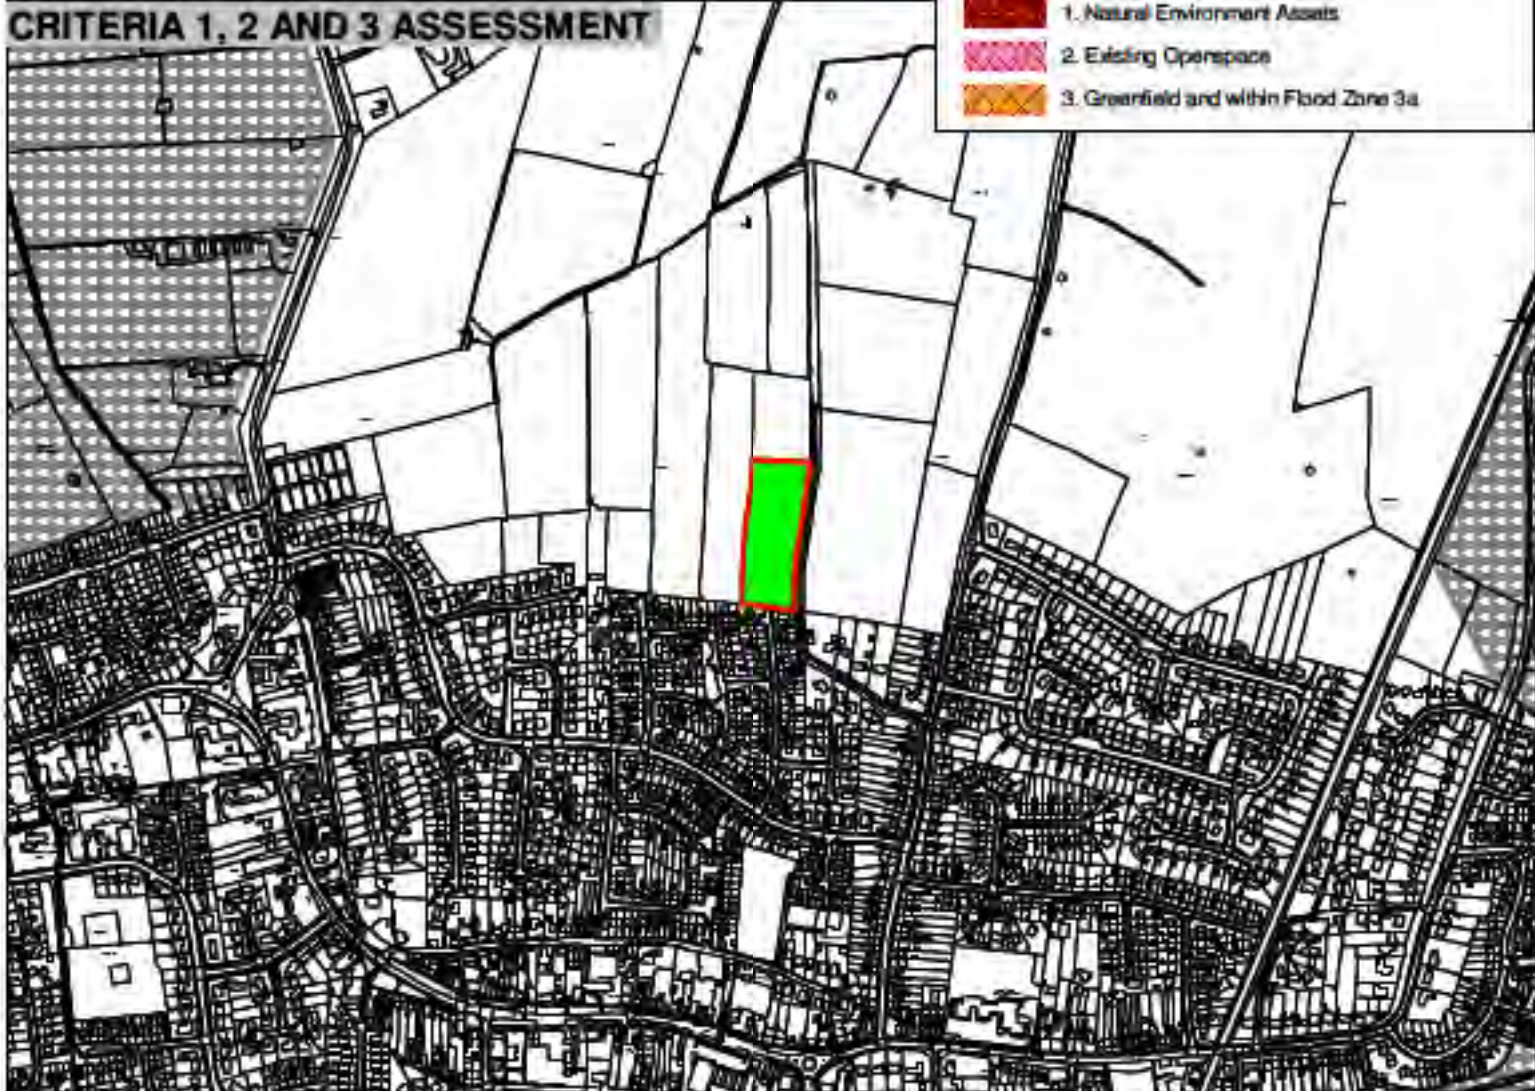 CRITERIA 1, 2 AND 3 ASSESSMENT
1. Natural Environment Assets
2. Existing Openspace
3. Greenfield and within Flood Zone 3a